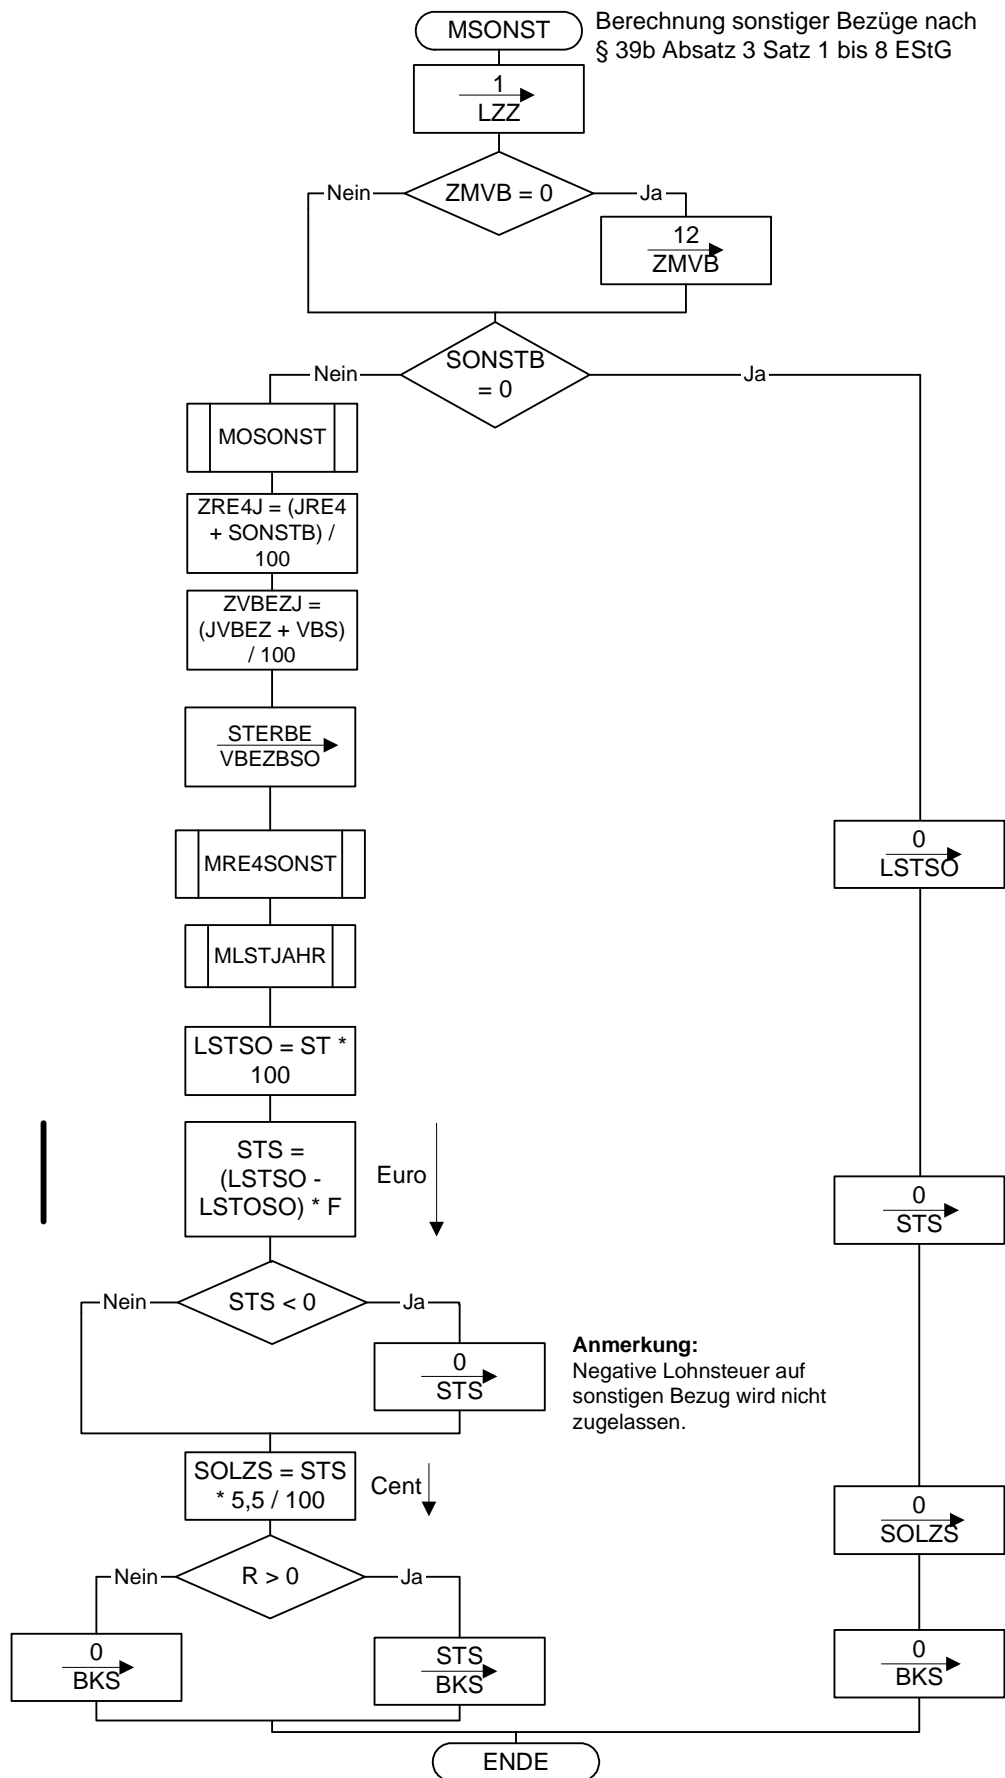 MSONST
Berechnung sonstiger Bezüge nach
§ 39b Absatz 3 Satz 1 bis 8 EStG
1
LZZ
Nein
ZMVB = 0
Ja
12
ZMVB
Nein
SONSTB
= 0
Ja
MOSONST
ZRE4J = (JRE4
+ SONSTB) /
100
ZVBEZJ =
(JVBEZ + VBS)
/ 100
STERBE
VBEZBSO
MRE4SONST
0
LSTSO
MLSTJAHR
LSTSO = ST *
100
STS =
(LSTSO -
LSTOSO) * F
Euro
0
STS
Nein
STS < 0
Ja
0
STS
Anmerkung:
Negative Lohnsteuer auf
sonstigen Bezug wird nicht
zugelassen.
SOLZS = STS
* 5,5 / 100
Cent
0
SOLZS
Nein
R > 0
Ja
0
BKS
STS
BKS
0
BKS
ENDE